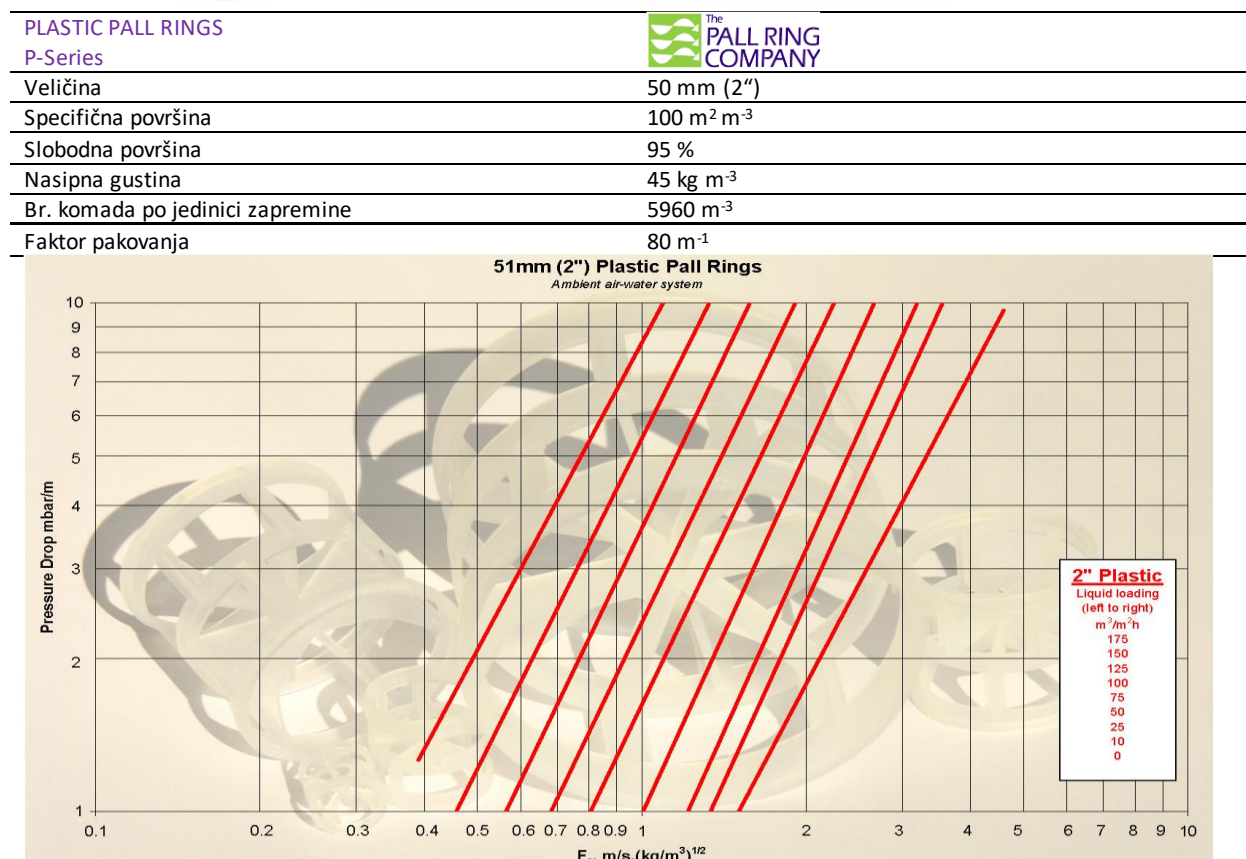 PLASTIC PALL RINGS
P-Series
The
PALL RING
COMPANY
Veličina 50 mm (2“)
Specifična površina 100 m² m⁻³
Slobodna površina 95 %
Nasipna gustina 45 kg m⁻³
Br. komada po jedinici zapremine 5960 m⁻³
Faktor pakovanja 80 m⁻¹
51mm (2") Plastic Pall Rings
Ambient air-water system
Pressure Drop mbar/m
10
9
8
7
6
5
4
3
2
1
2" Plastic
Liquid loading
(left to right)
m³/m²h
175
150
125
100
75
50
25
10
0
0.1 0.2 0.3 0.4 0.5 0.6 0.7 0.8 0.9 1 2 3 4 5 6 7 8 9 10
m/s.(kg/m³)¹/²